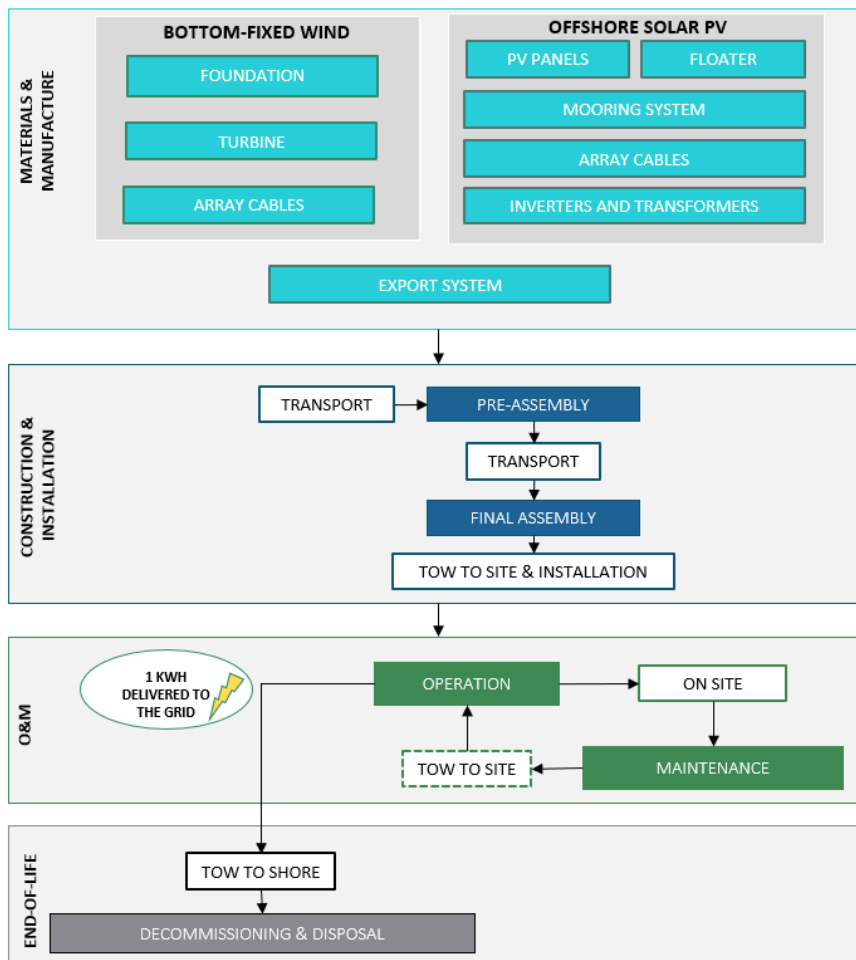 MATERIALS &
MANUFACTURE
BOTTOM-FIXED WIND
FOUNDATION
TURBINE
ARRAY CABLES
OFFSHORE SOLAR PV
PV PANELS
FLOATER
MOORING SYSTEM
ARRAY CABLES
INVERTERS AND TRANSFORMERS
EXPORT SYSTEM
CONSTRUCTION &
INSTALLATION
TRANSPORT
PRE-ASSEMBLY
TRANSPORT
FINAL ASSEMBLY
TOW TO SITE & INSTALLATION
O&M
1 KWH
DELIVERED TO
THE GRID
OPERATION
ON SITE
TOW TO SITE
MAINTENANCE
END-OF-LIFE
TOW TO SHORE
DECOMMISSIONING & DISPOSAL